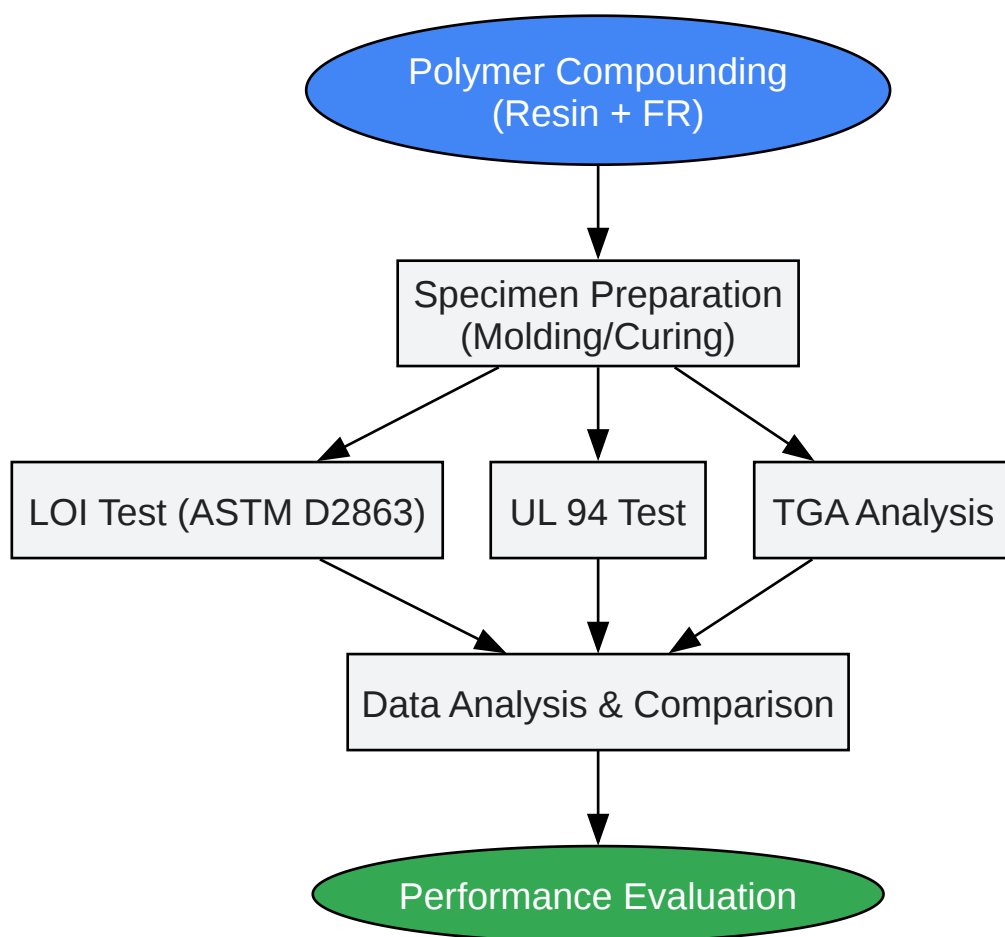 Polymer Compounding
(Resin + FR)
Specimen Preparation
(Molding/Curing)
LOI Test (ASTM D2863)
UL 94 Test
TGA Analysis
Data Analysis & Comparison
Performance Evaluation